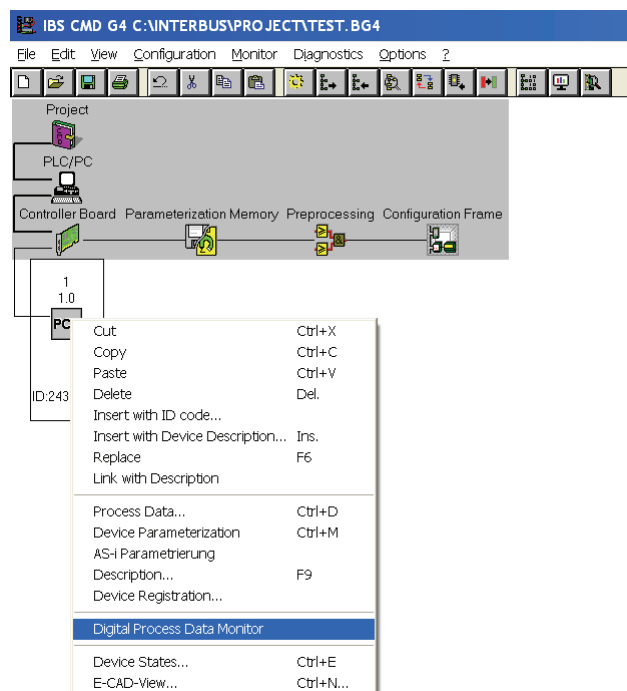 IBS CMD G4 C:\INTERBUS\PROJECT\TEST.BG4
File Edit View Configuration Monitor Diagnostics Options ?
Project
PLC/PC
Controller Board Parameterization Memory Preprocessing Configuration Frame
1
1.0
PC
ID:243
Cut Ctrl+X
Copy Ctrl+C
Paste Ctrl+V
Delete Del.
Insert with ID code...
Insert with Device Description... Ins.
Replace F6
Link with Description
Process Data... Ctrl+D
Device Parameterization Ctrl+M
AS-i Parametrierung
Description... F9
Device Registration...
Digital Process Data Monitor
Device States... Ctrl+E
E-CAD-View... Ctrl+N...